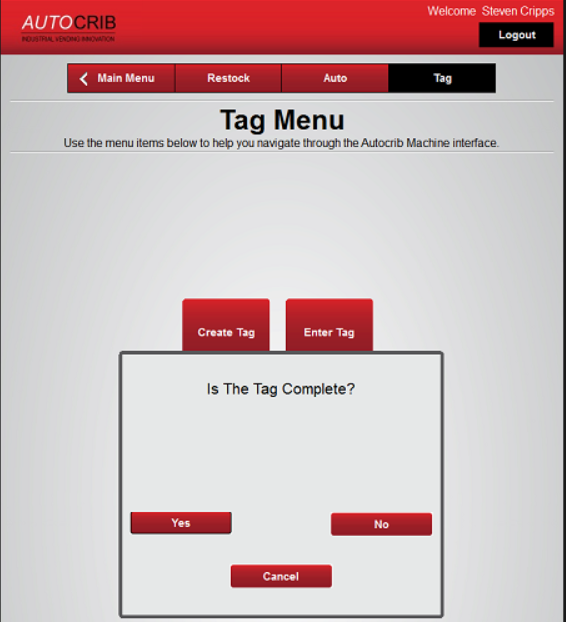 Welcome Steven Cripps
AUTOCRIB
INDUSTRIAL VENDING INNOVATION
Logout
Main Menu
Restock
Auto
Tag
Tag Menu
Use the menu items below to help you navigate through the Autocrib Machine interface.
Create Tag
Enter Tag
Is The Tag Complete?
Yes
No
Cancel